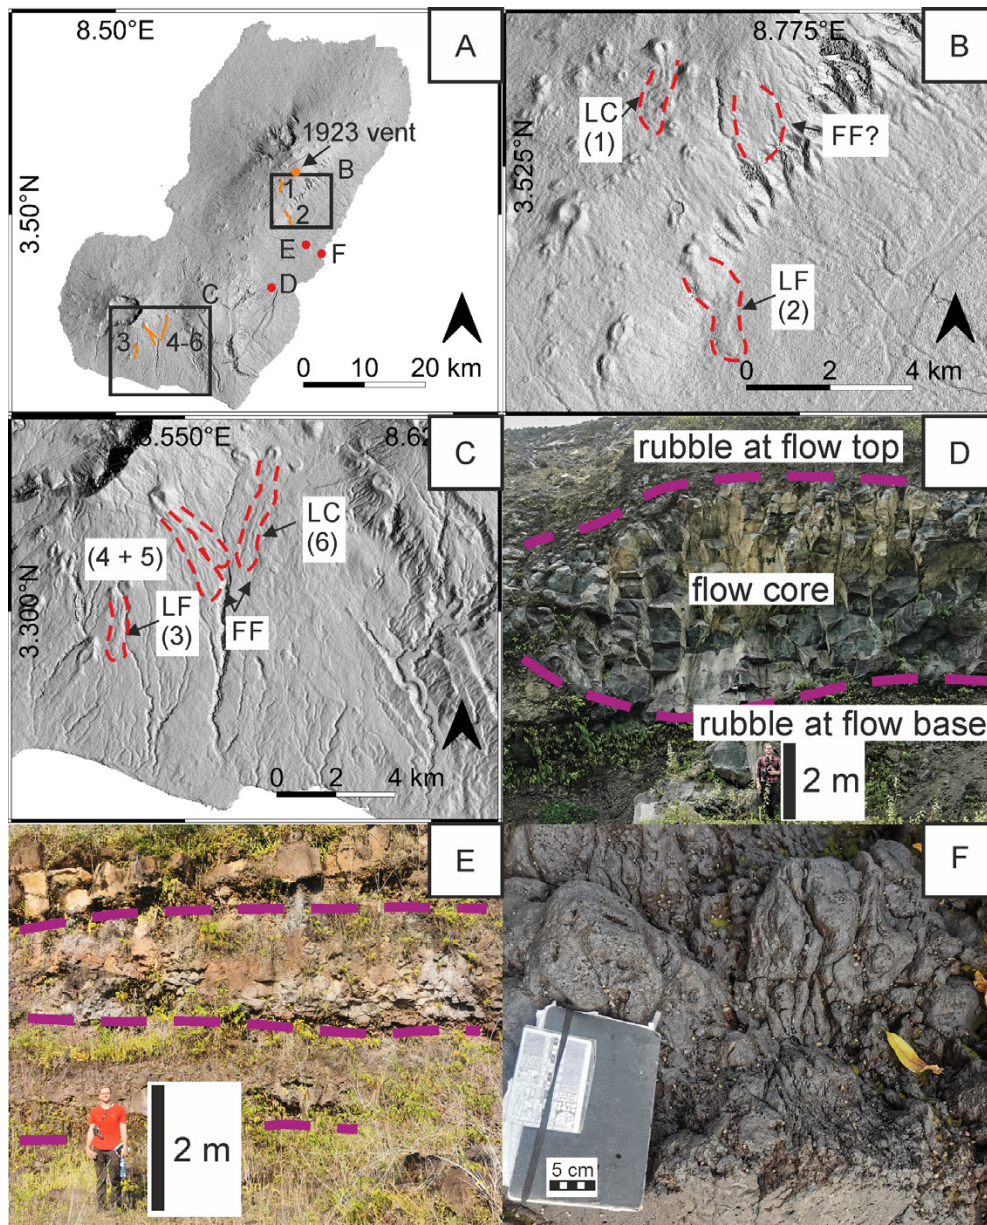 8.50°E
A
1923 vent
B
1
3.50°N
2
E
F
D
C
3
4-6
0 10 20 km
8.775°E
B
LC
(1)
FF?
3.525°N
LF
(2)
0 2 4 km
8.550°E
C
LC
(6)
(4 + 5)
3.300°N
LF
(3)
FF
0 2 4 km
rubble at flow top
D
flow core
rubble at flow base
2 m
E
2 m
F
5 cm